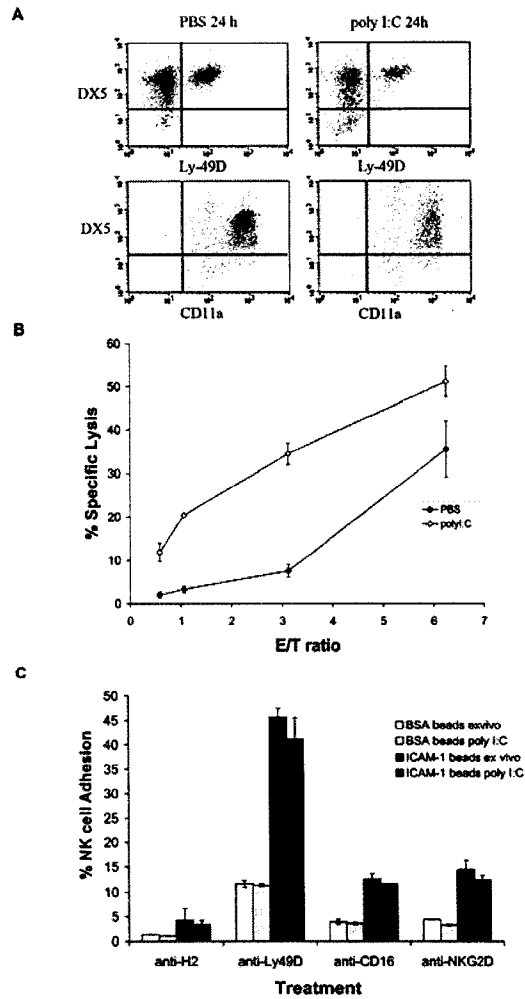 A
PBS 24 h
poly I:C 24h
DX5
Ly-49D
Ly-49D
DX5
CD11a
CD11a
B
60
50
40
30
20
10
0
% Specific Lysis
PBS
polyI:C
0 1 2 3 4 5 6 7
E/T ratio
C
50
45
40
35
30
25
20
15
10
5
0
% NK cell Adhesion
BSA beads exvivo
BSA beads poly I:C
ICAM-1 beads ex vivo
ICAM-1 beads poly I:C
anti-H2 anti-Ly49D anti-CD16 anti-NKG2D
Treatment